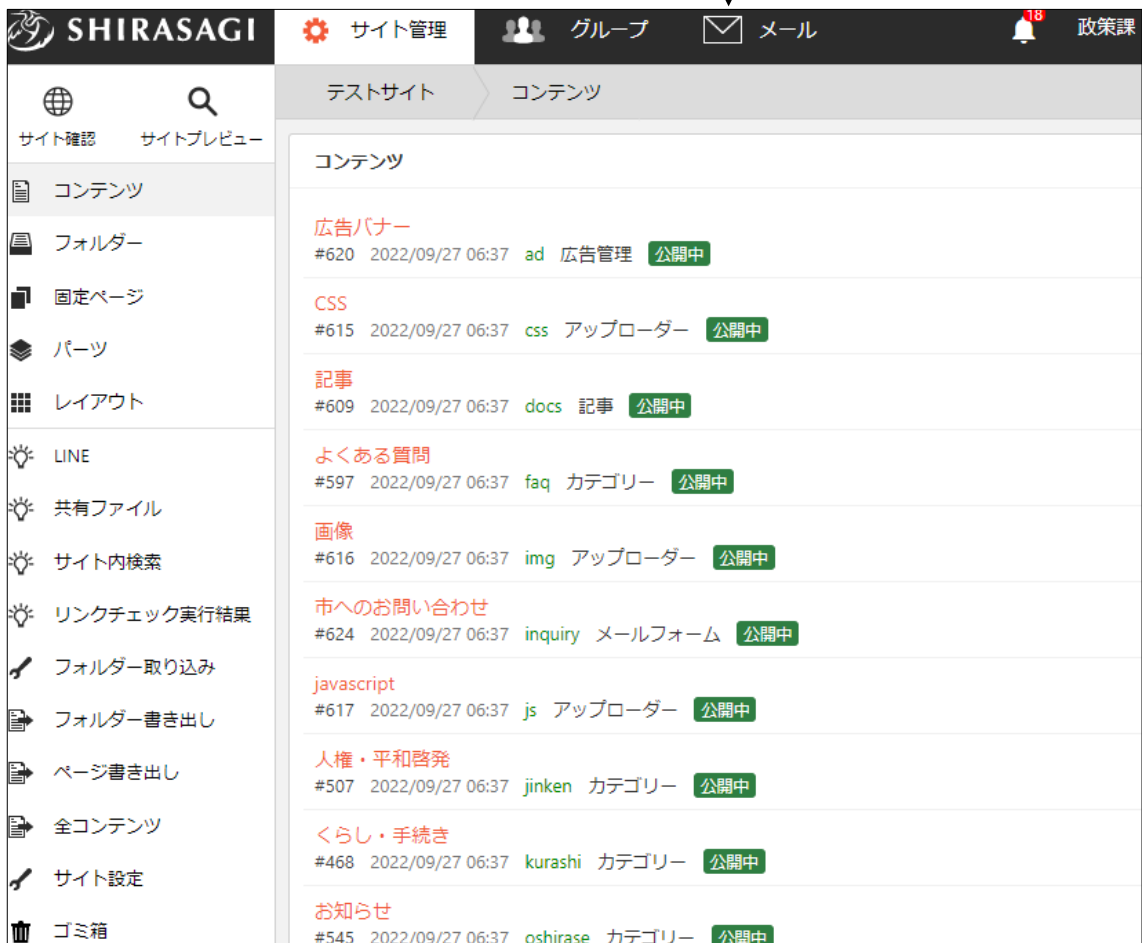 SHIRASAGI サイト管理 グループ メール 18 政策課
サイト確認 サイトプレビュー
テストサイト コンテンツ
コンテンツ
フォルダー
固定ページ
パーツ
レイアウト
LINE
共有ファイル
サイト内検索
リンクチェック実行結果
フォルダー取り込み
フォルダー書き出し
ページ書き出し
全コンテンツ
サイト設定
ゴミ箱
コンテンツ
広告バナー
#620 2022/09/27 06:37 ad 広告管理 公開中
CSS
#615 2022/09/27 06:37 css アップローダー 公開中
記事
#609 2022/09/27 06:37 docs 記事 公開中
よくある質問
#597 2022/09/27 06:37 faq カテゴリー 公開中
画像
#616 2022/09/27 06:37 img アップローダー 公開中
市へのお問い合わせ
#624 2022/09/27 06:37 inquiry メールフォーム 公開中
javascript
#617 2022/09/27 06:37 js アップローダー 公開中
人権・平和啓発
#507 2022/09/27 06:37 jinken カテゴリー 公開中
くらし・手続き
#468 2022/09/27 06:37 kurashi カテゴリー 公開中
お知らせ
#545 2022/09/27 06:37 oshirase カテゴリー 公開中